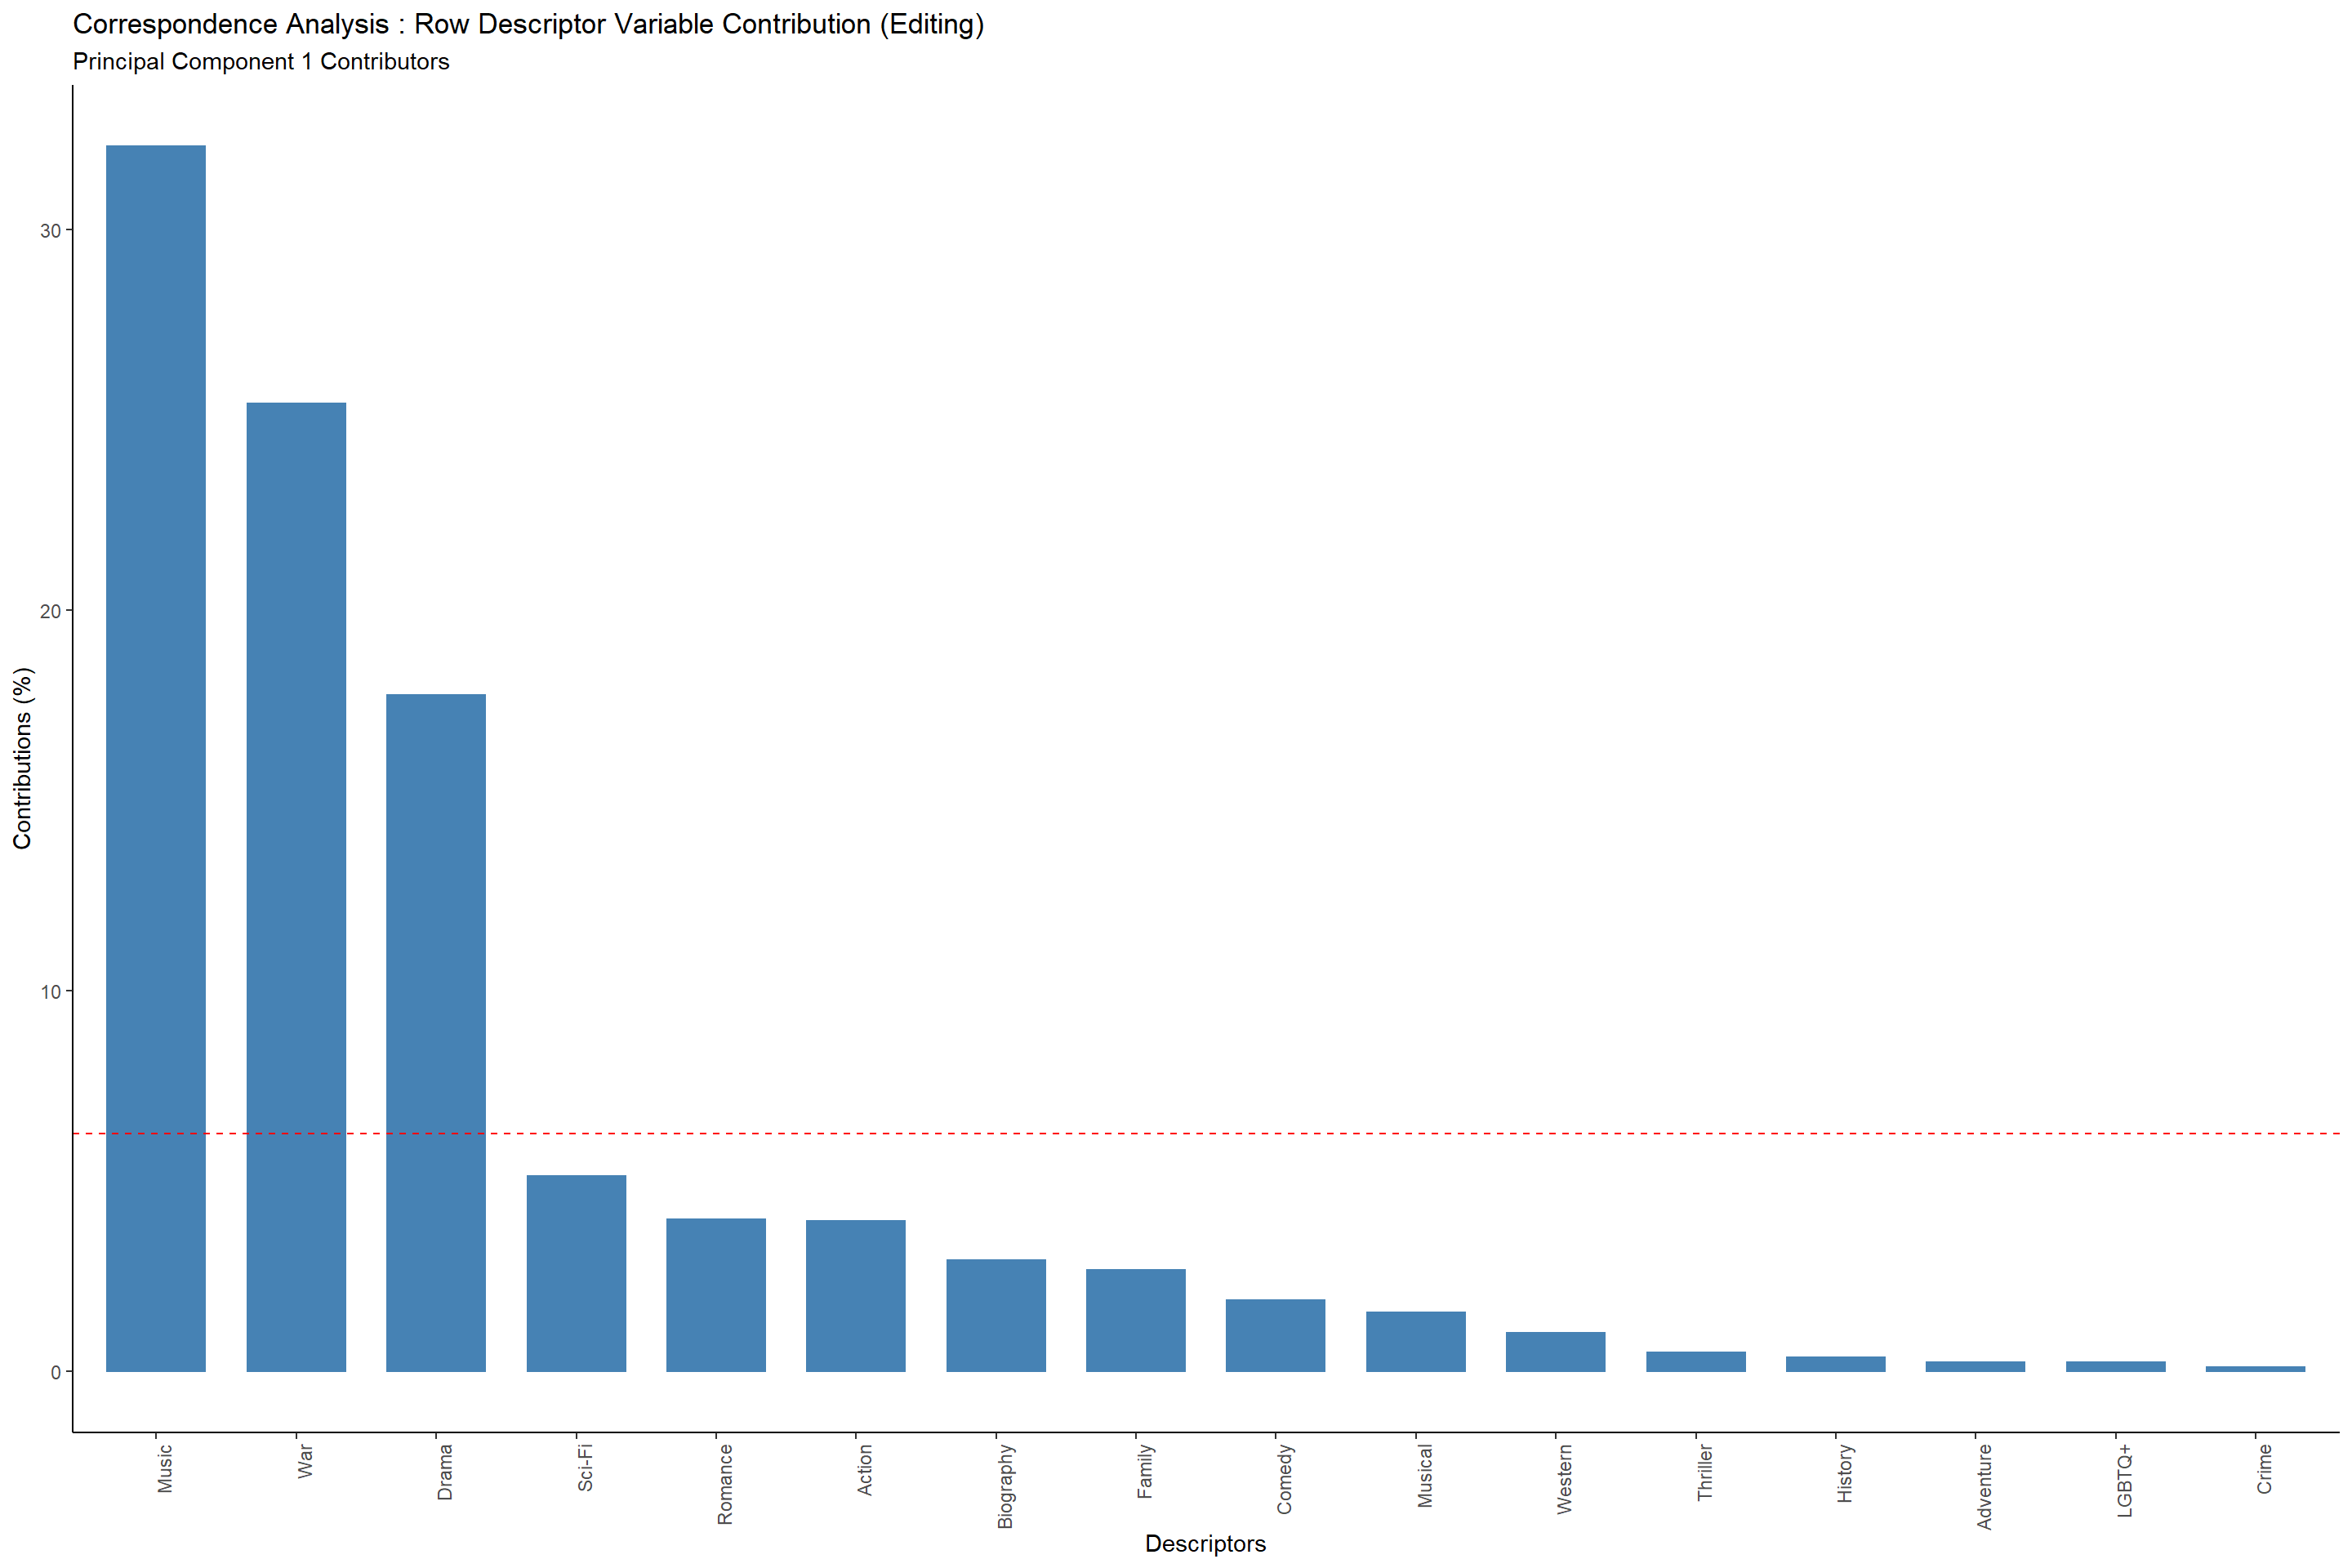 Correspondence Analysis : Row Descriptor Variable Contribution (Editing)
Principal Component 1 Contributors
Contributions (%)
30
20
10
0
Music
War
Drama
Sci-Fi
Romance
Action
Biography
Family
Comedy
Musical
Western
Thriller
History
Adventure
LGBTQ+
Crime
Descriptors